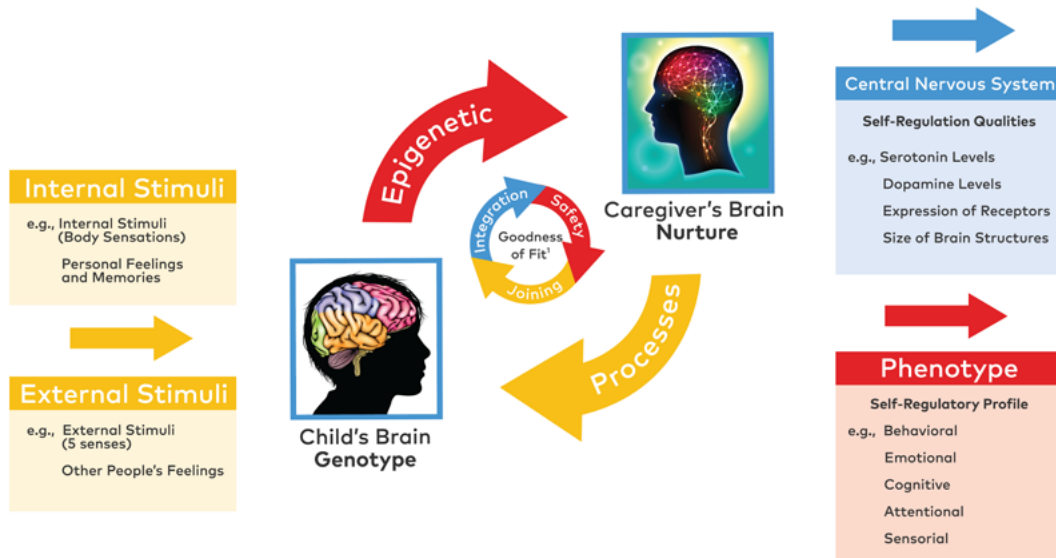 Internal Stimuli
e.g., Internal Stimuli
(Body Sensations)
Personal Feelings
and Memories
External Stimuli
e.g., External Stimuli
(5 senses)
Other People's Feelings
Child's Brain
Genotype
Epigenetic
Processes
Integration
Safety
Joining
Goodness
of Fit¹
Caregiver's Brain
Nurture
Central Nervous System
Self-Regulation Qualities
e.g., Serotonin Levels
Dopamine Levels
Expression of Receptors
Size of Brain Structures
Phenotype
Self-Regulatory Profile
e.g., Behavioral
Emotional
Cognitive
Attentional
Sensorial